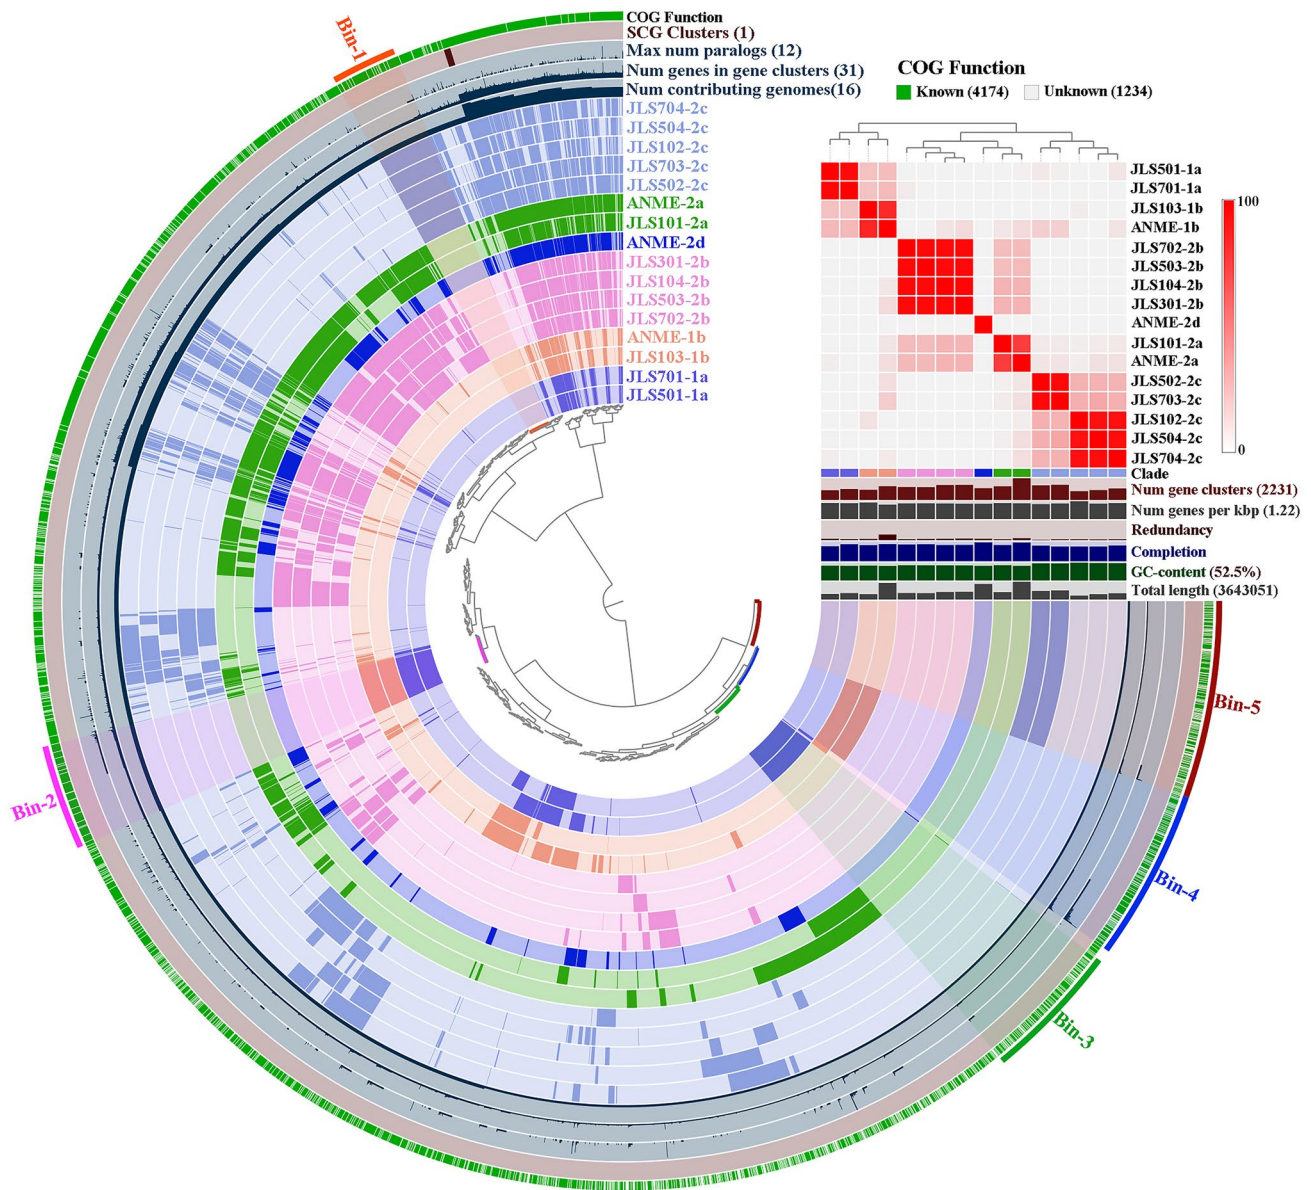 Bin-1
COG Function
SCG Clusters (1)
Max num paralogs (12)
Num genes in gene clusters (31)
Num contributing genomes(16)
JLS704-2c
JLS504-2c
JLS102-2c
JLS703-2c
JLS502-2c
ANME-2a
JLS101-2a
ANME-2d
JLS301-2b
JLS104-2b
JLS503-2b
JLS702-2b
ANME-1b
JLS103-1b
JLS701-1a
JLS501-1a
COG Function
Known (4174) Unknown (1234)
JLS501-1a
JLS701-1a
JLS103-1b
ANME-1b
JLS702-2b
JLS503-2b
JLS104-2b
JLS301-2b
ANME-2d
JLS101-2a
ANME-2a
JLS502-2c
JLS703-2c
JLS102-2c
JLS504-2c
JLS704-2c
100
0
Clade
Num gene clusters (2231)
Num genes per kbp (1.22)
Redundancy
Completion
GC-content (52.5%)
Total length (3643051)
Bin-5
Bin-4
Bin-3
Bin-2